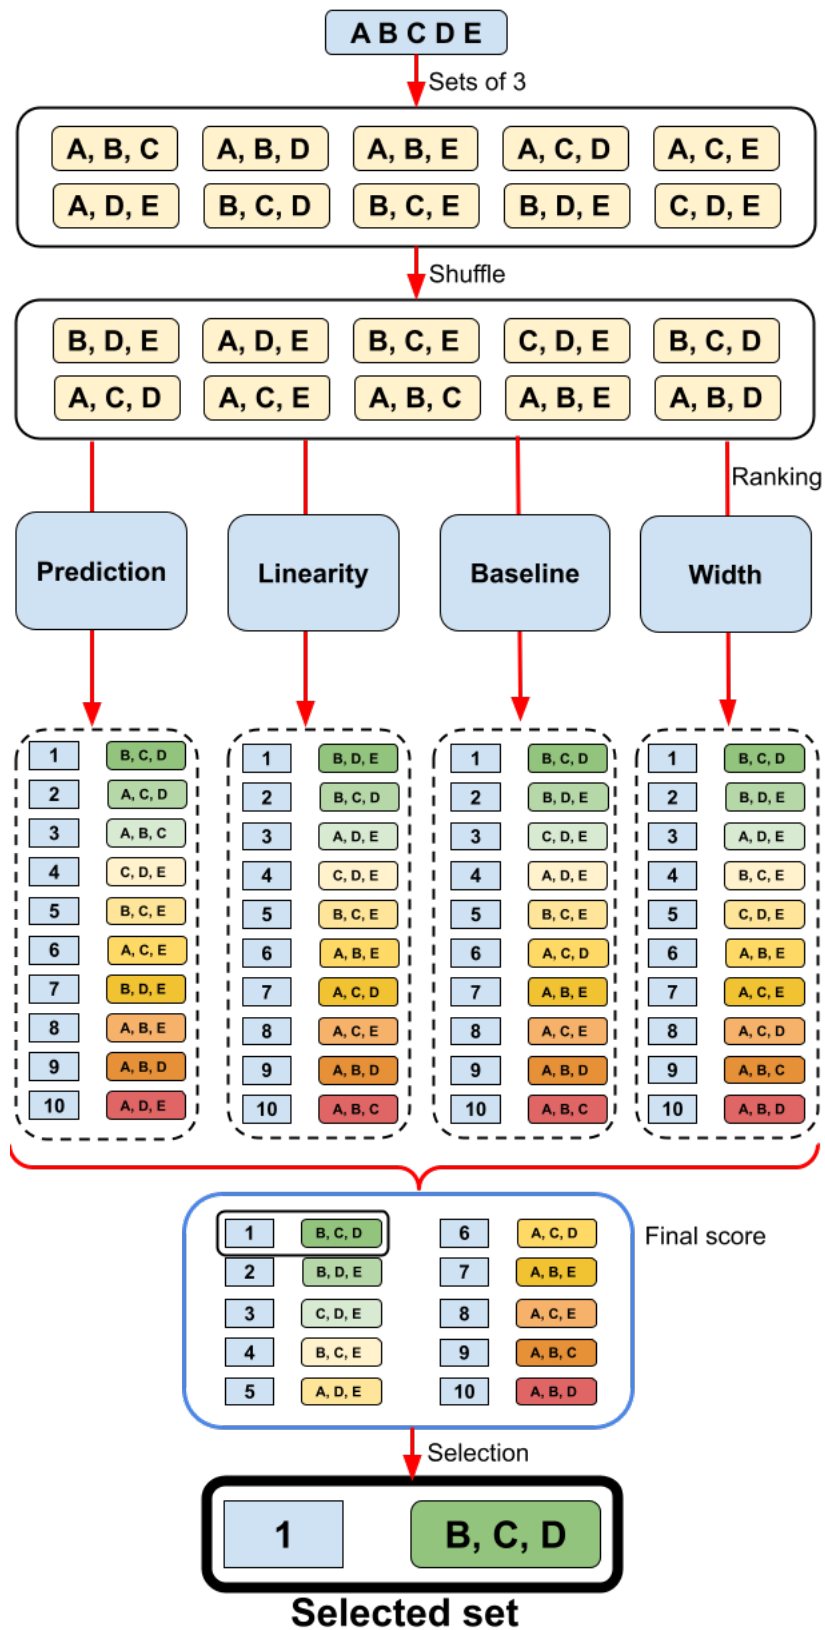 A B C D E
Sets of 3
A, B, C A, B, D A, B, E A, C, D A, C, E
A, D, E B, C, D B, C, E B, D, E C, D, E
Shuffle
B, D, E A, D, E B, C, E C, D, E B, C, D
A, C, D A, C, E A, B, C A, B, E A, B, D
Ranking
Prediction Linearity Baseline Width
1 B, C, D 1 B, D, E 1 B, C, D 1 B, C, D
2 A, C, D 2 B, C, D 2 B, D, E 2 B, D, E
3 A, B, C 3 A, D, E 3 C, D, E 3 A, D, E
4 C, D, E 4 C, D, E 4 A, D, E 4 B, C, E
5 B, C, E 5 B, C, E 5 B, C, E 5 C, D, E
6 A, C, E 6 A, B, E 6 A, C, D 6 A, B, E
7 B, D, E 7 A, C, D 7 A, B, E 7 A, C, E
8 A, B, E 8 A, C, E 8 A, C, E 8 A, C, D
9 A, B, D 9 A, B, D 9 A, B, D 9 A, B, C
10 A, D, E 10 A, B, C 10 A, B, C 10 A, B, D
Final score
1 B, C, D 6 A, C, D
2 B, D, E 7 A, B, E
3 C, D, E 8 A, C, E
4 B, C, E 9 A, B, C
5 A, D, E 10 A, B, D
Selection
1 B, C, D
Selected set